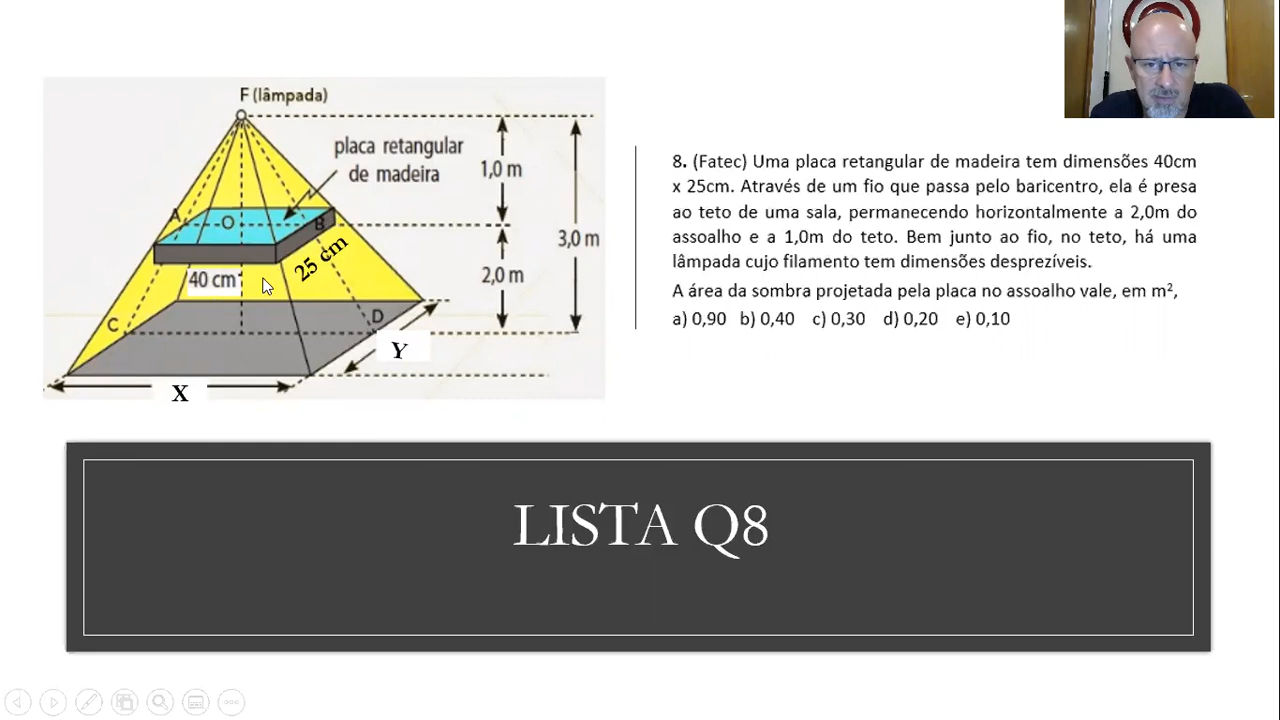 F (lâmpada)
placa retangular
de madeira
1,0 m
A
O
B
3,0 m
25 cm
40 cm
2,0 m
C
D
Y
X
8. (Fatec) Uma placa retangular de madeira tem dimensões 40cm
x 25cm. Através de um fio que passa pelo baricentro, ela é presa
ao teto de uma sala, permanecendo horizontalmente a 2,0m do
assoalho e a 1,0m do teto. Bem junto ao fio, no teto, há uma
lâmpada cujo filamento tem dimensões desprezíveis.
A área da sombra projetada pela placa no assoalho vale, em m²,
a) 0,90 b) 0,40 c) 0,30 d) 0,20 e) 0,10
LISTA Q8